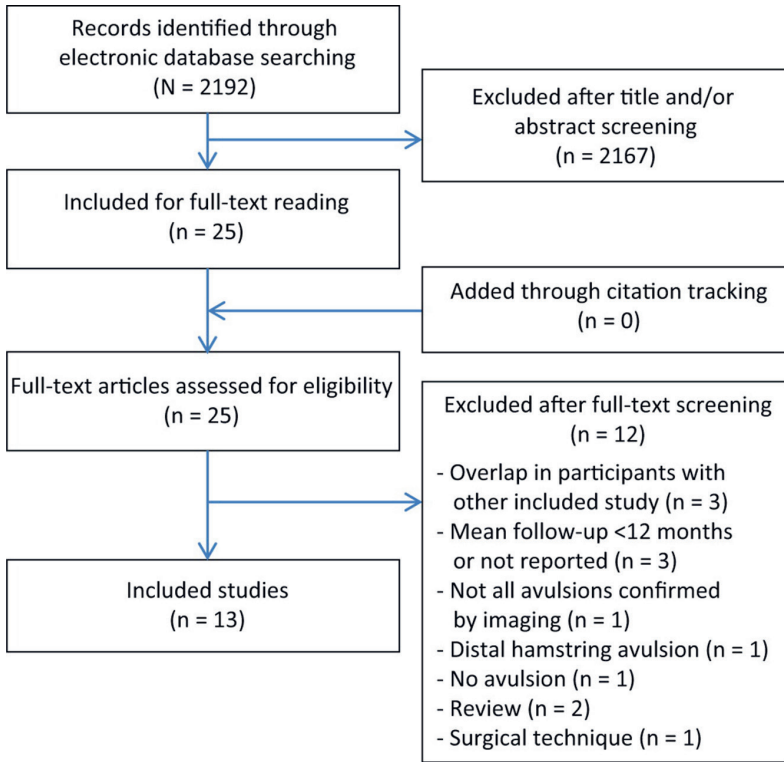 Records identified through
electronic database searching
(N = 2192)
Excluded after title and/or
abstract screening
(n = 2167)
Included for full-text reading
(n = 25)
Added through citation tracking
(n = 0)
Full-text articles assessed for eligibility
(n = 25)
Excluded after full-text screening
(n = 12)
- Overlap in participants with
other included study (n = 3)
- Mean follow-up <12 months
or not reported (n = 3)
- Not all avulsions confirmed
by imaging (n = 1)
- Distal hamstring avulsion (n = 1)
- No avulsion (n = 1)
- Review (n = 2)
- Surgical technique (n = 1)
Included studies
(n = 13)